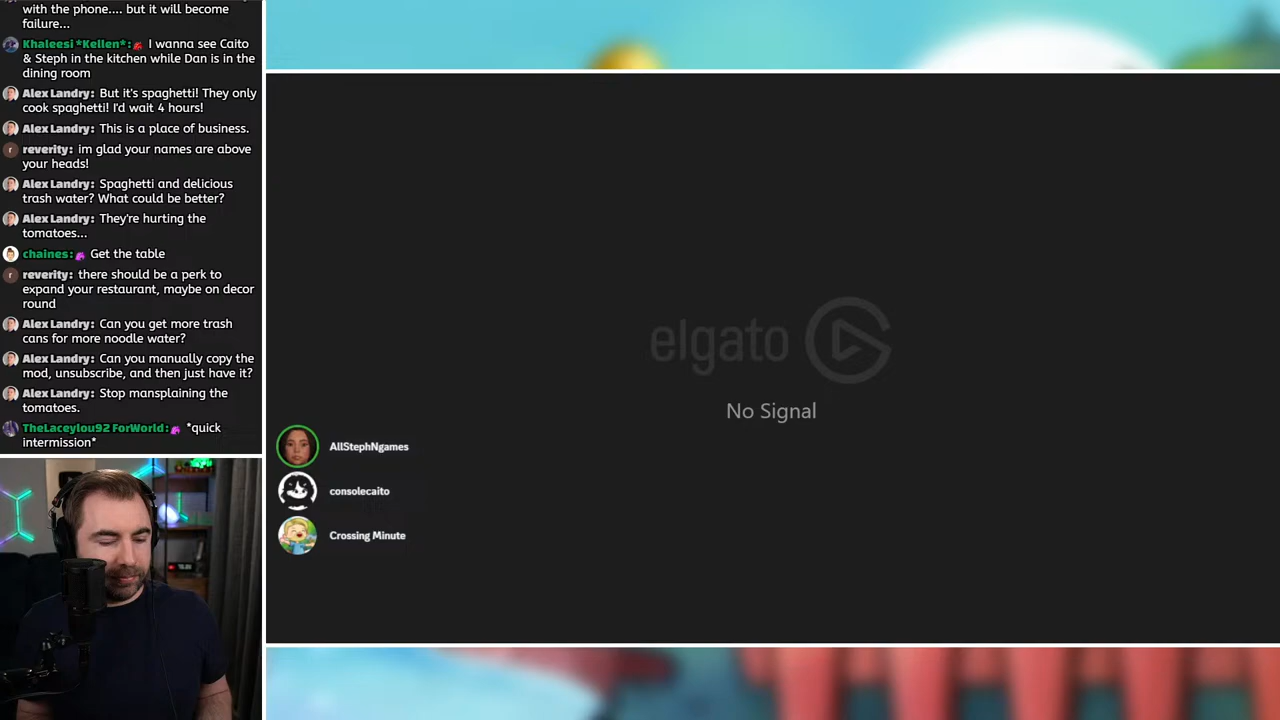 with the phone.... but it will become
failure...
Khaleesi *Kellen*: I wanna see Caito
& Steph in the kitchen while Dan is in the
dining room
Alex Landry: But it's spaghetti! They only
cook spaghetti! I'd wait 4 hours!
Alex Landry: This is a place of business.
reverity: im glad your names are above
your heads!
Alex Landry: Spaghetti and delicious
trash water? What could be better?
Alex Landry: They're hurting the
tomatoes...
chaines: Get the table
reverity: there should be a perk to
expand your restaurant, maybe on decor
round
Alex Landry: Can you get more trash
cans for more noodle water?
Alex Landry: Can you manually copy the
mod, unsubscribe, and then just have it?
Alex Landry: Stop mansplaining the
tomatoes.
TheLaceylou92 ForWorld: *quick
intermission*
elgato
No Signal
AllStephNgames
consolecaito
Crossing Minute